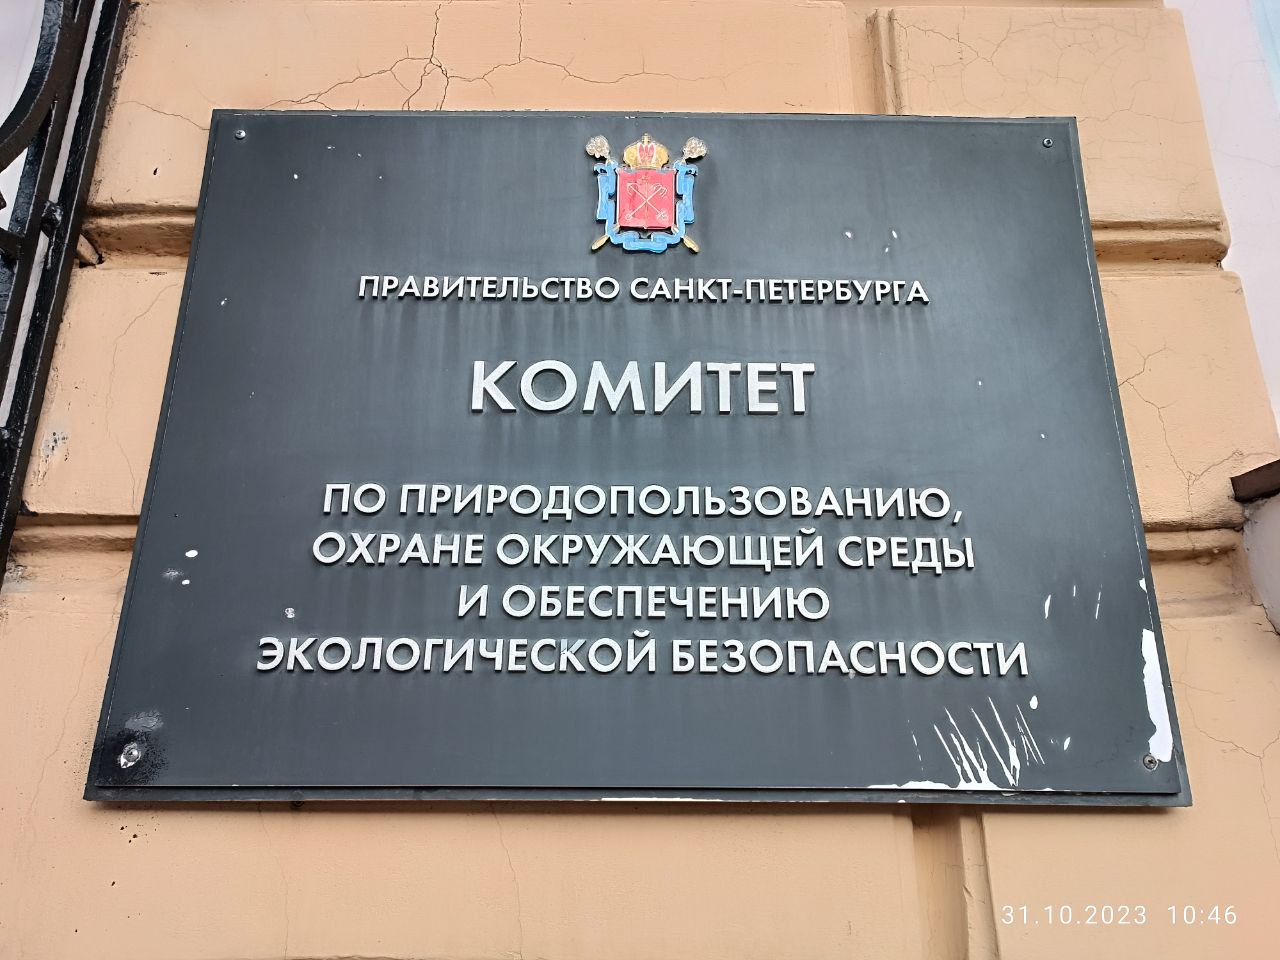 ПРАВИТЕЛЬСТВО САНКТ-ПЕТЕРБУРГА
КОМИТЕТ
ПО ПРИРОДОПОЛЬЗОВАНИЮ,
ОХРАНЕ ОКРУЖАЮЩЕЙ СРЕДЫ
И ОБЕСПЕЧЕНИЮ
ЭКОЛОГИЧЕСКОЙ БЕЗОПАСНОСТИ
31.10.2023 10:46